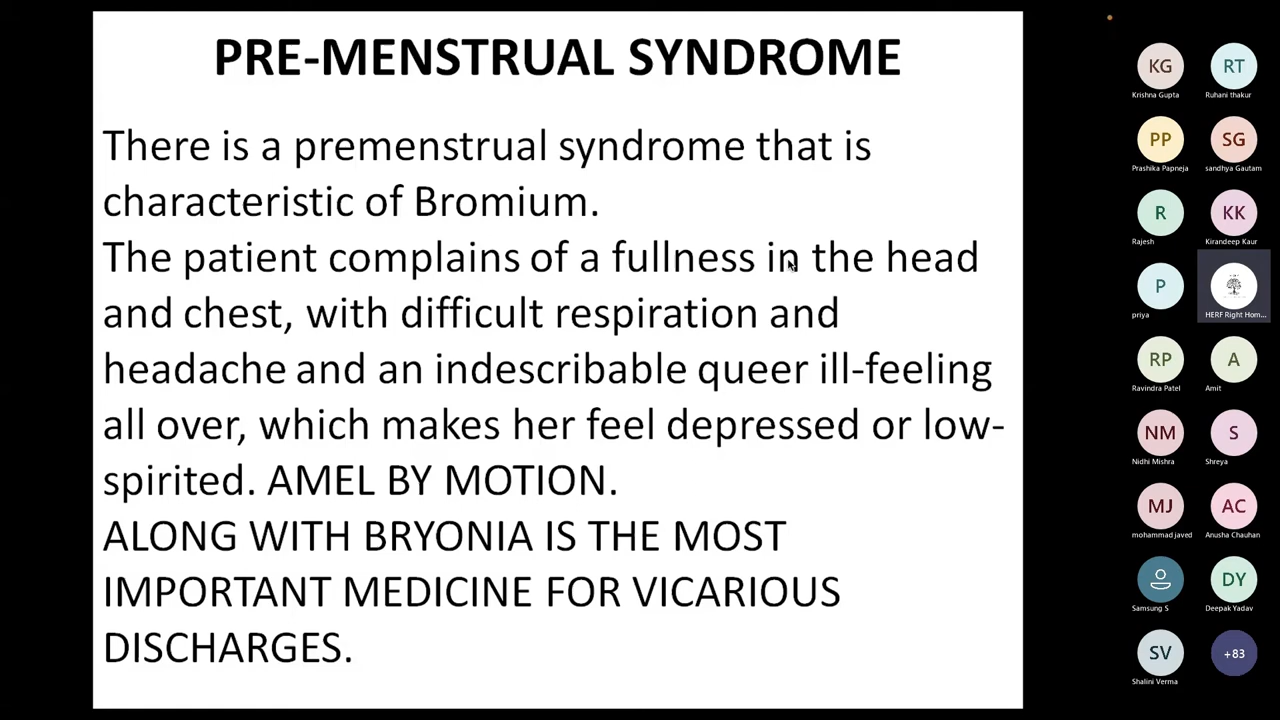 PRE-MENSTRUAL SYNDROME
There is a premenstrual syndrome that is
characteristic of Bromium.
The patient complains of a fullness in the head
and chest, with difficult respiration and
headache and an indescribable queer ill-feeling
all over, which makes her feel depressed or low-
spirited. AMEL BY MOTION.
ALONG WITH BRYONIA IS THE MOST
IMPORTANT MEDICINE FOR VICARIOUS
DISCHARGES.
KG
Krishna Gupta
RT
Ruhani thakur
PP
Prashika Papneja
SG
sandhya Gautam
R
Rajesh
KK
Kirandeep Kaur
P
priya
HERF Right Hom...
RP
Ravindra Patel
A
Amit
NM
Nidhi Mishra
S
Shreya
MJ
mohammad javed
AC
Anusha Chauhan
Samsung S
DY
Deepak Yadav
SV
Shalini Verma
+83